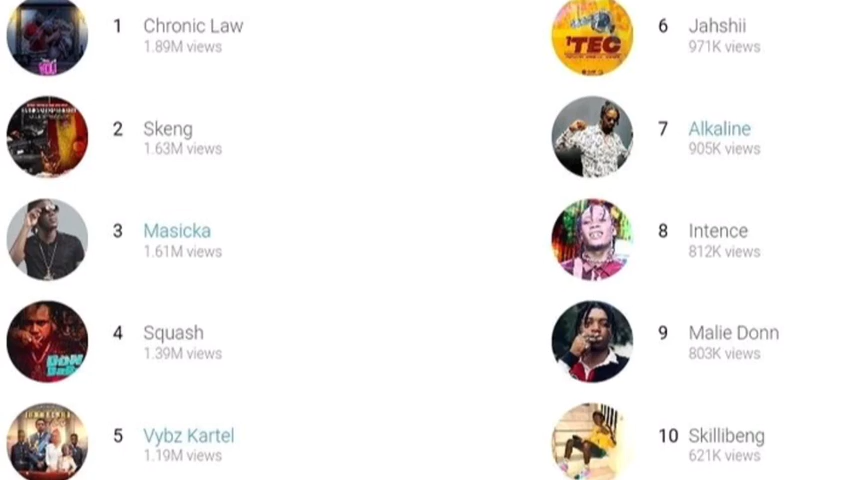 1 Chronic Law
1.89M views
2 Skeng
1.63M views
3 Masicka
1.61M views
4 Squash
1.39M views
5 Vybz Kartel
1.19M views
6 Jahshii
971K views
7 Alkaline
905K views
8 Intence
812K views
9 Malie Donn
803K views
10 Skillibeng
621K views
YOU
DON
TEC